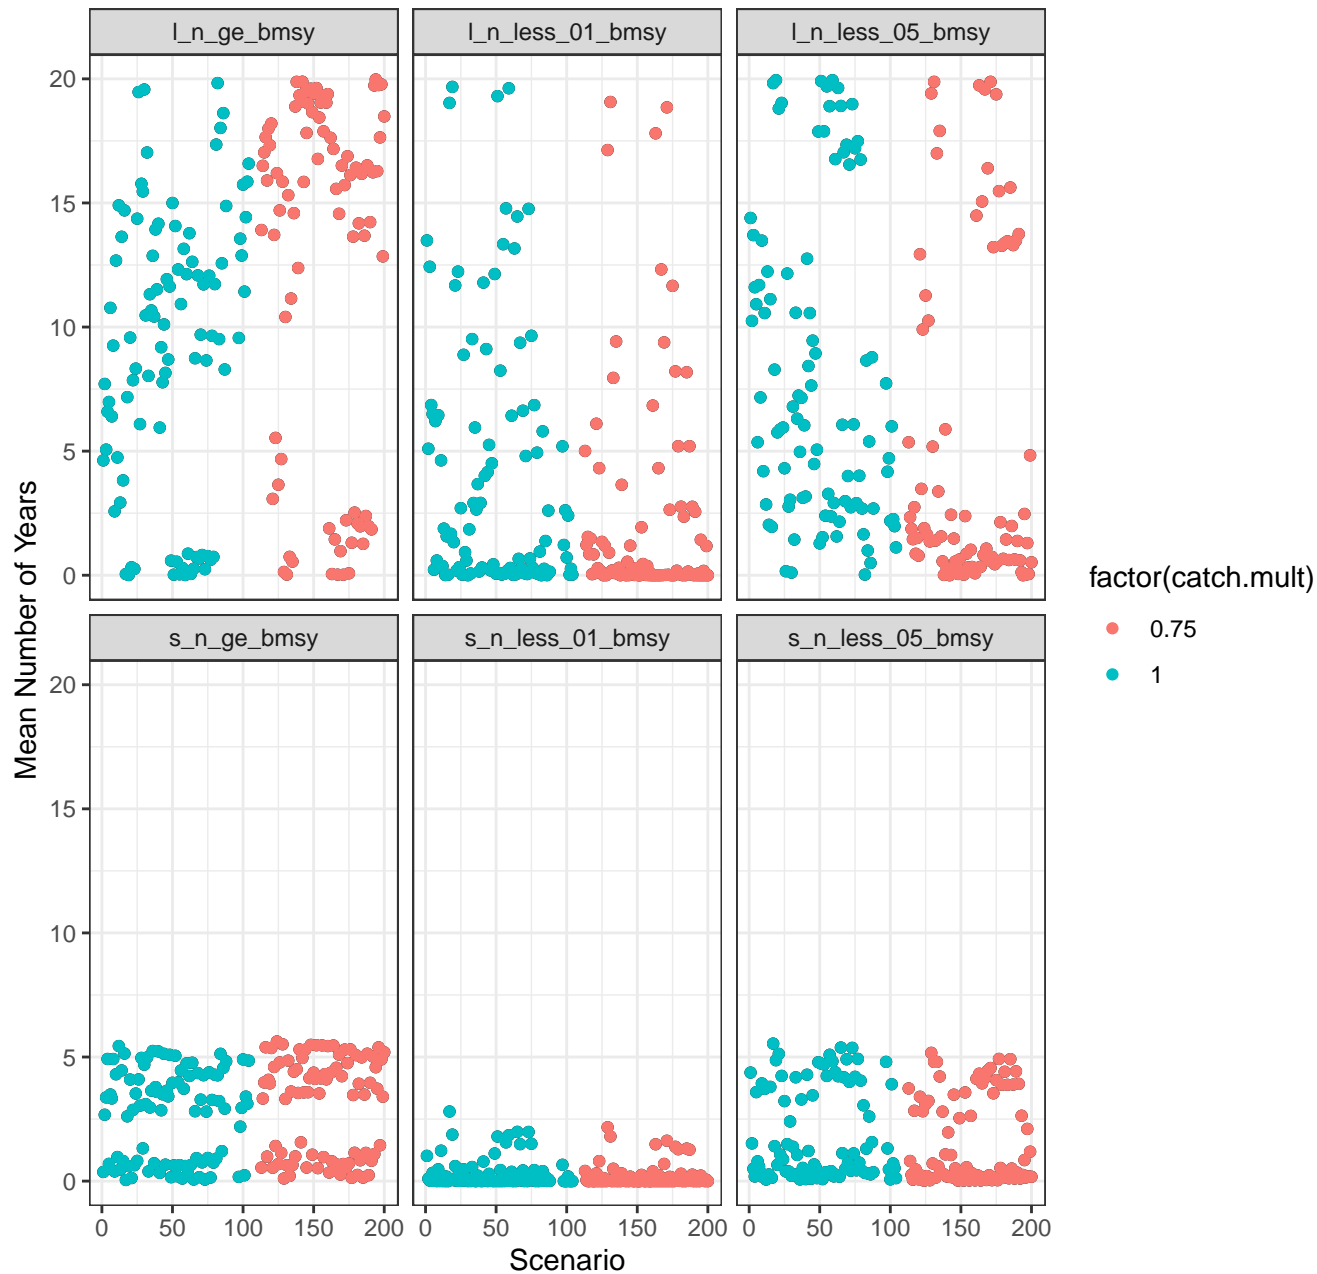 l_n_ge_bmsy
l_n_less_01_bmsy
l_n_less_05_bmsy
20
15
10
5
0
s_n_ge_bmsy
s_n_less_01_bmsy
s_n_less_05_bmsy
20
15
10
5
0
0 50 100 150 200
0 50 100 150 200
0 50 100 150 200
Scenario
Mean Number of Years
factor(catch.mult)
0.75
1